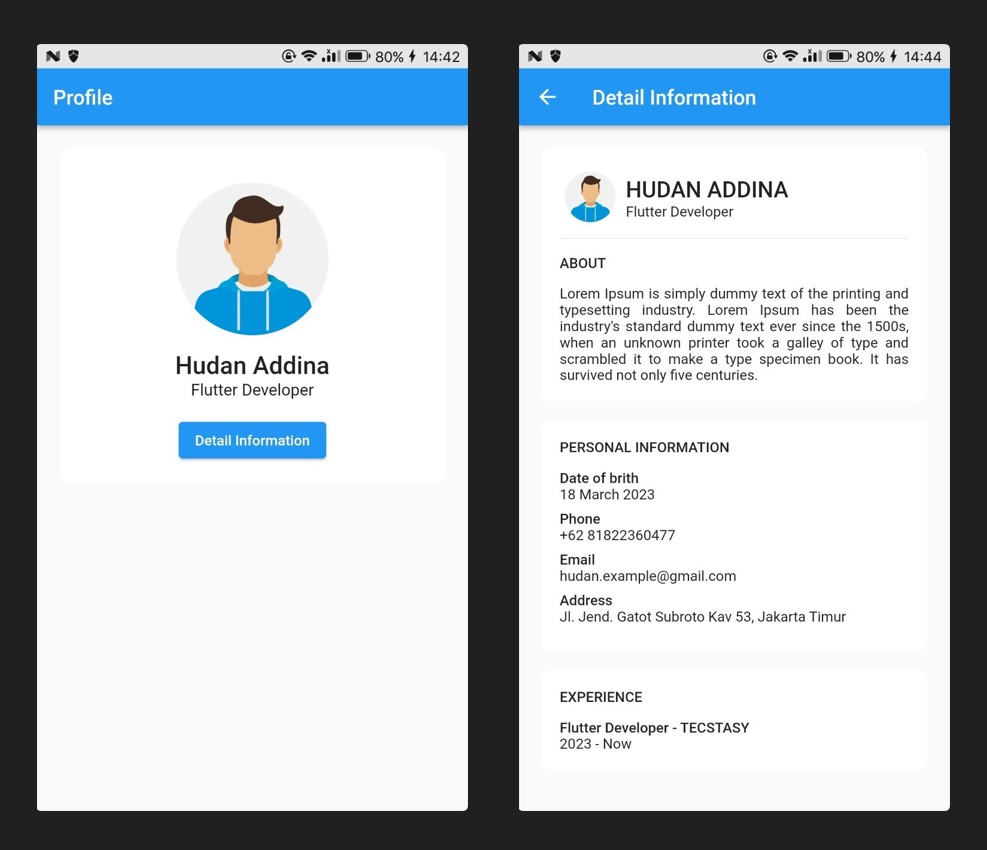 80% 14:42
Profile
Hudan Addina
Flutter Developer
Detail Information
80% 14:44
Detail Information
HUDAN ADDINA
Flutter Developer
ABOUT
Lorem Ipsum is simply dummy text of the printing and
typesetting industry. Lorem Ipsum has been the
industry's standard dummy text ever since the 1500s,
when an unknown printer took a galley of type and
scrambled it to make a type specimen book. It has
survived not only five centuries.
PERSONAL INFORMATION
Date of brith
18 March 2023
Phone
+62 81822360477
Email
hudan.example@gmail.com
Address
Jl. Jend. Gatot Subroto Kav 53, Jakarta Timur
EXPERIENCE
Flutter Developer - TECSTASY
2023 - Now